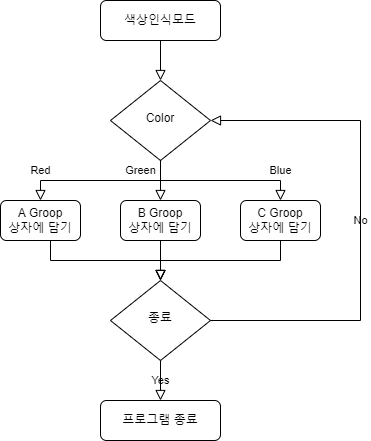 색상인식모드
Color
Red
Green
Blue
A Groop
상자에 담기
B Groop
상자에 담기
C Groop
상자에 담기
No
종료
Yes
프로그램 종료